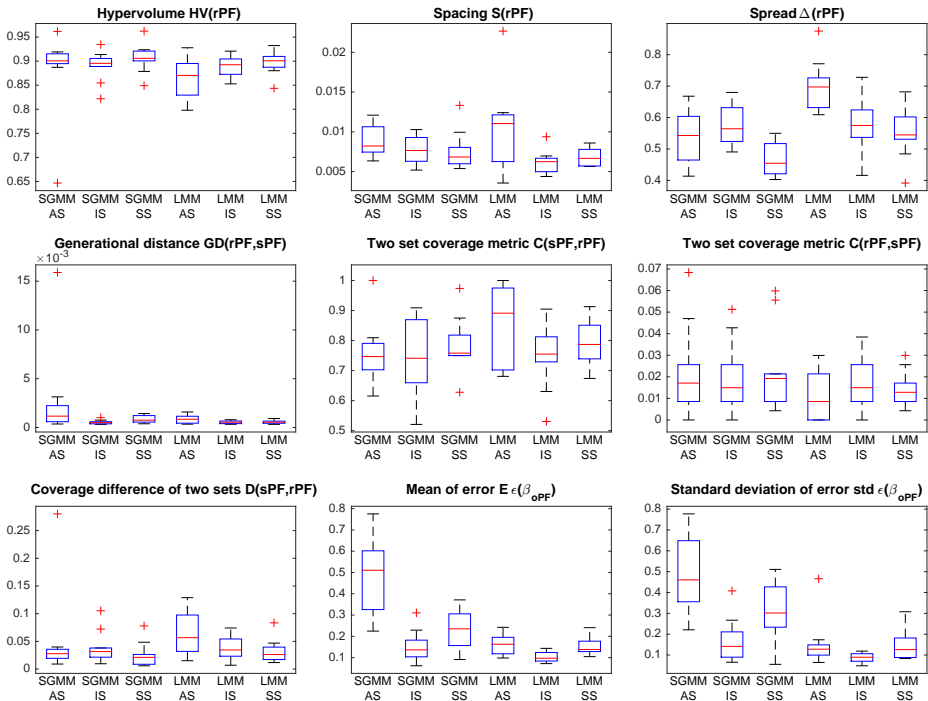 Hypervolume HV(rPF)
0.95
0.9
0.85
0.8
0.75
0.7
0.65
SGMM SGMM SGMM LMM LMM LMM
AS IS SS AS IS SS
Spacing S(rPF)
0.02
0.015
0.01
0.005
SGMM SGMM SGMM LMM LMM LMM
AS IS SS AS IS SS
Spread Δ(rPF)
0.8
0.7
0.6
0.5
0.4
SGMM SGMM SGMM LMM LMM LMM
AS IS SS AS IS SS
Generational distance GD(rPF,sPF)
×10-3
15
10
5
0
SGMM SGMM SGMM LMM LMM LMM
AS IS SS AS IS SS
Two set coverage metric C(sPF,rPF)
1
0.9
0.8
0.7
0.6
0.5
SGMM SGMM SGMM LMM LMM LMM
AS IS SS AS IS SS
Two set coverage metric C(rPF,sPF)
0.07
0.06
0.05
0.04
0.03
0.02
0.01
0
SGMM SGMM SGMM LMM LMM LMM
AS IS SS AS IS SS
Coverage difference of two sets D(sPF,rPF)
0.25
0.2
0.15
0.1
0.05
0
SGMM SGMM SGMM LMM LMM LMM
AS IS SS AS IS SS
Mean of error E ϵ(β oPF)
0.8
0.7
0.6
0.5
0.4
0.3
0.2
0.1
SGMM SGMM SGMM LMM LMM LMM
AS IS SS AS IS SS
Standard deviation of error std ϵ(β oPF)
0.8
0.7
0.6
0.5
0.4
0.3
0.2
0.1
SGMM SGMM SGMM LMM LMM LMM
AS IS SS AS IS SS